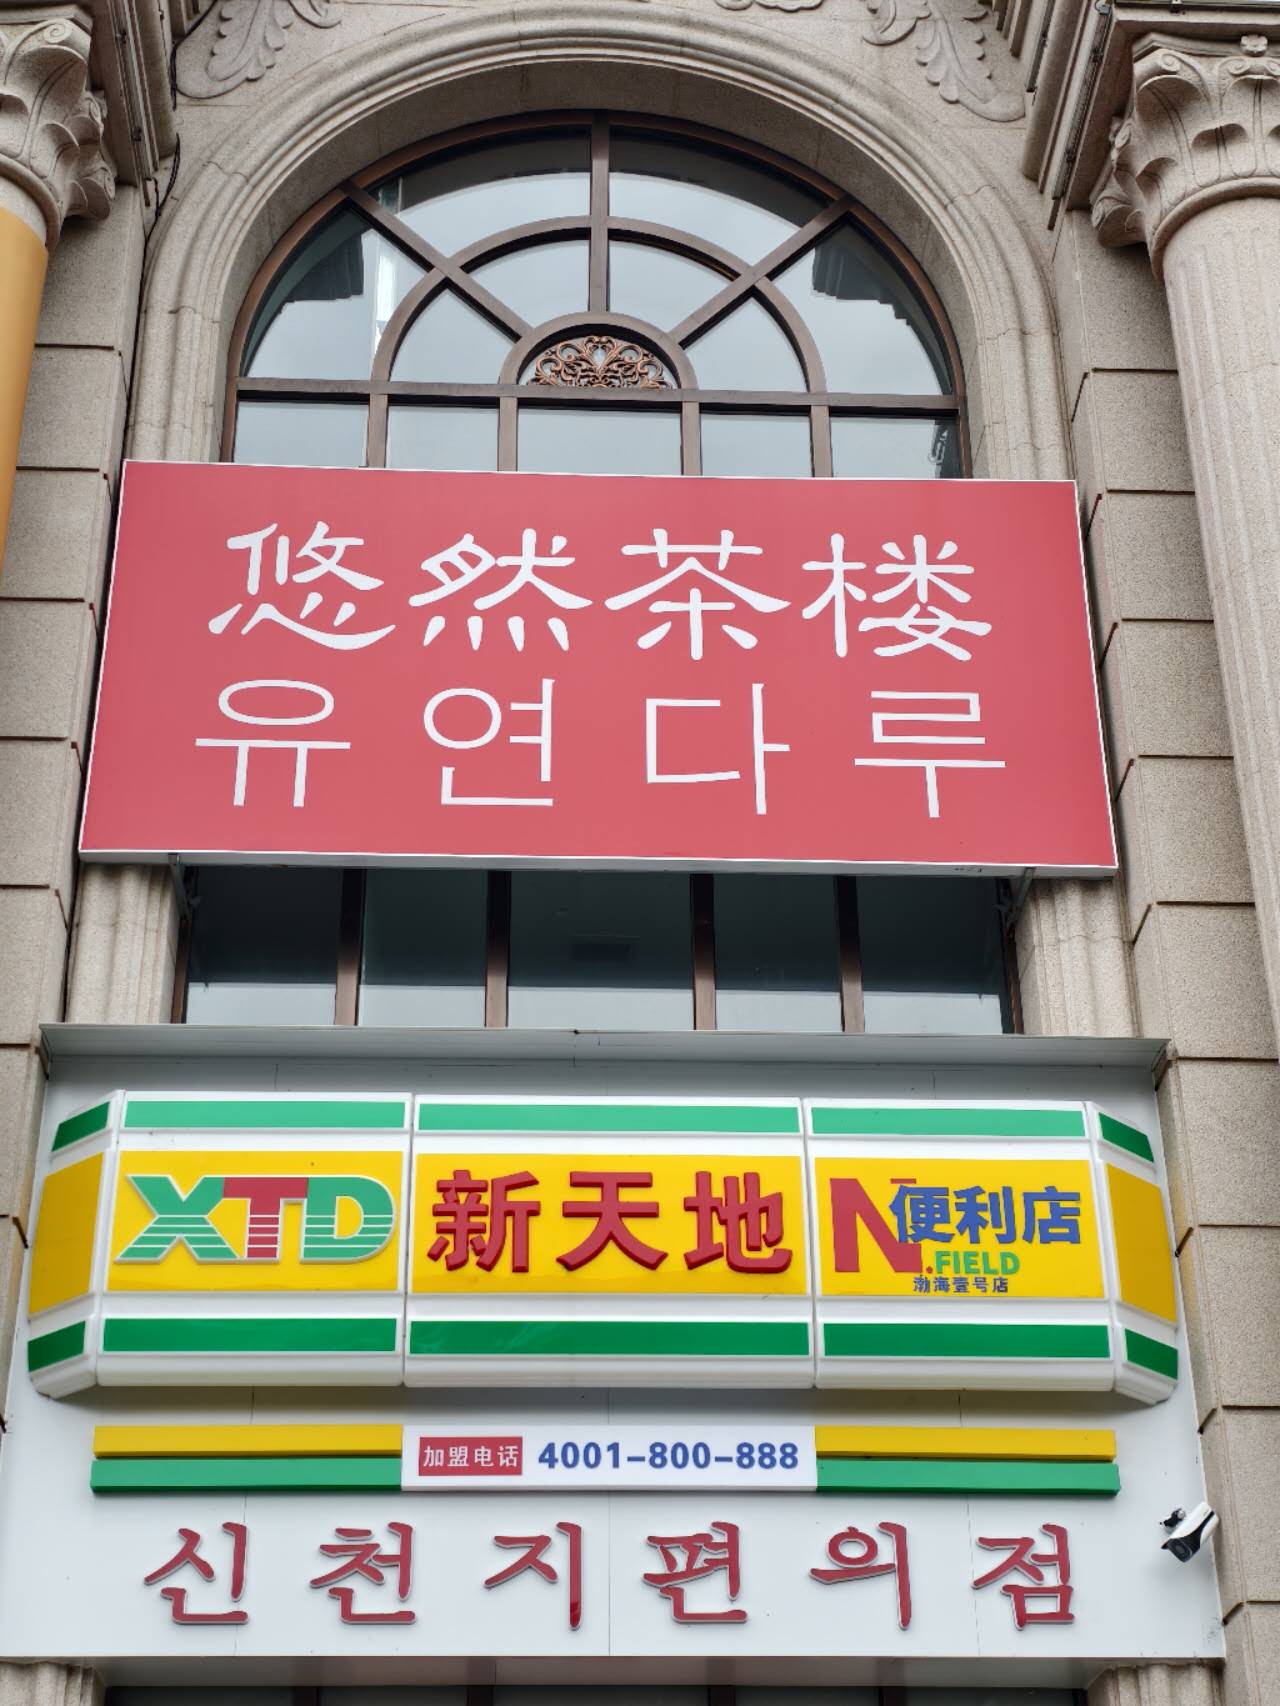 悠然茶楼
유연다루
XTD 新天地 N 便利店
.FIELD
渤海壹号店
加盟电话 4001-800-888
신천지편의점